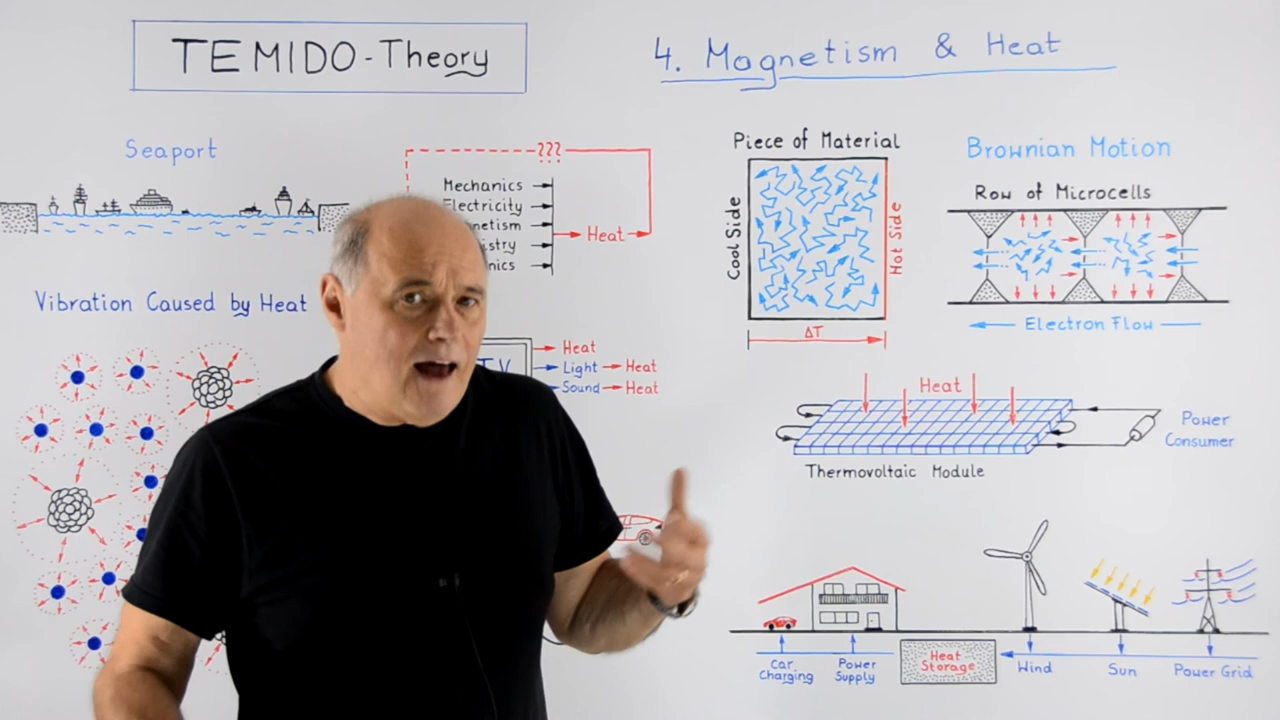 TEMIDO-Theory
4. Magnetism & Heat
Seaport
???
Mechanics
Electricity
Heat
Vibration Caused by Heat
Heat
Light → Heat
Sound → Heat
Piece of Material
Cool Side
Hot Side
ΔT
Brownian Motion
Row of Microcells
Electron Flow
Heat
Power
Consumer
Thermovoltaic Module
Car
Charging
Power
Supply
Heat
Storage
Wind
Sun
Power Grid